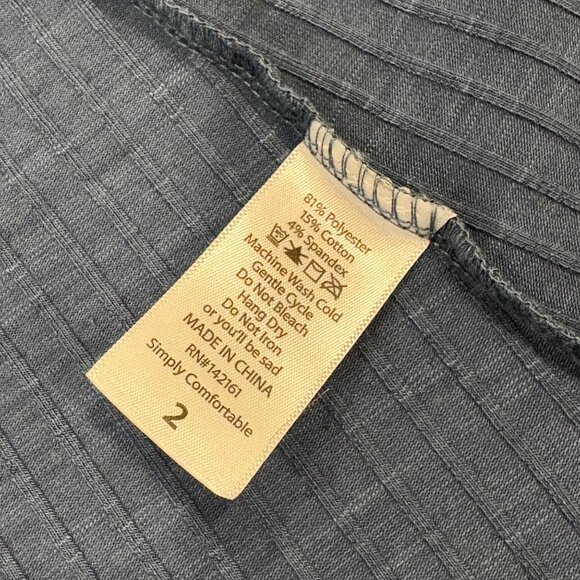 81% Polyester
15% Cotton
4% Spandex
Machine Wash Cold
Gentle Cycle
Do Not Bleach
Hang Dry
Do Not Iron
or you'll be sad
MADE IN CHINA
RN#142161
Simply Comfortable
2